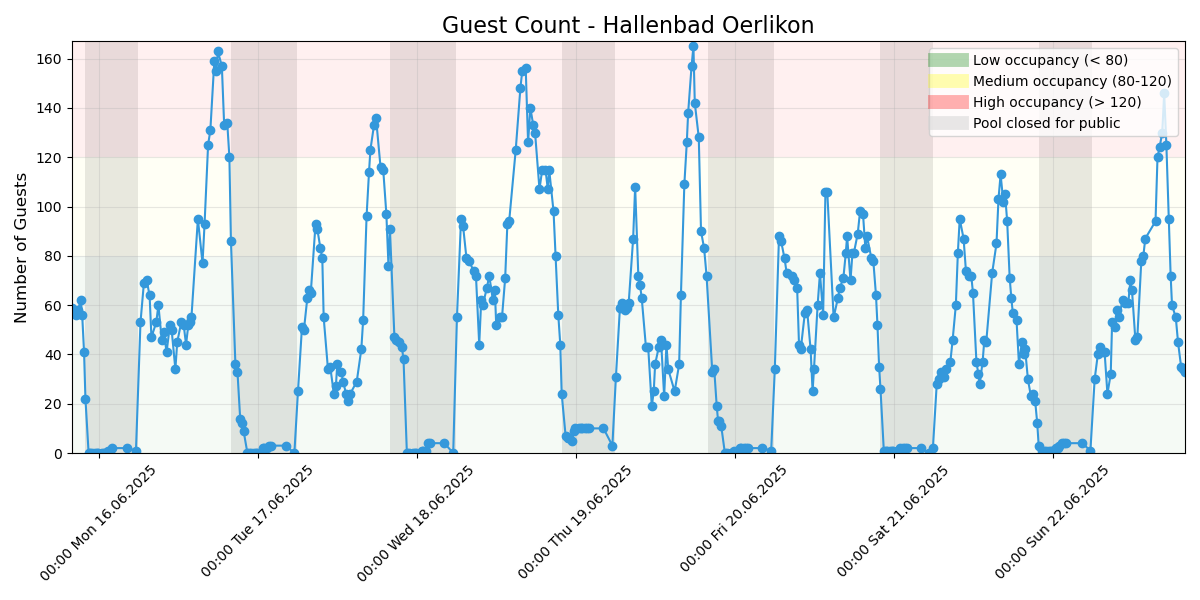 Guest Count - Hallenbad Oerlikon
Number of Guests
160
140
120
100
80
60
40
20
0
Low occupancy (< 80)
Medium occupancy (80-120)
High occupancy (> 120)
Pool closed for public
00:00 Mon 16.06.2025
00:00 Tue 17.06.2025
00:00 Wed 18.06.2025
00:00 Thu 19.06.2025
00:00 Fri 20.06.2025
00:00 Sat 21.06.2025
00:00 Sun 22.06.2025